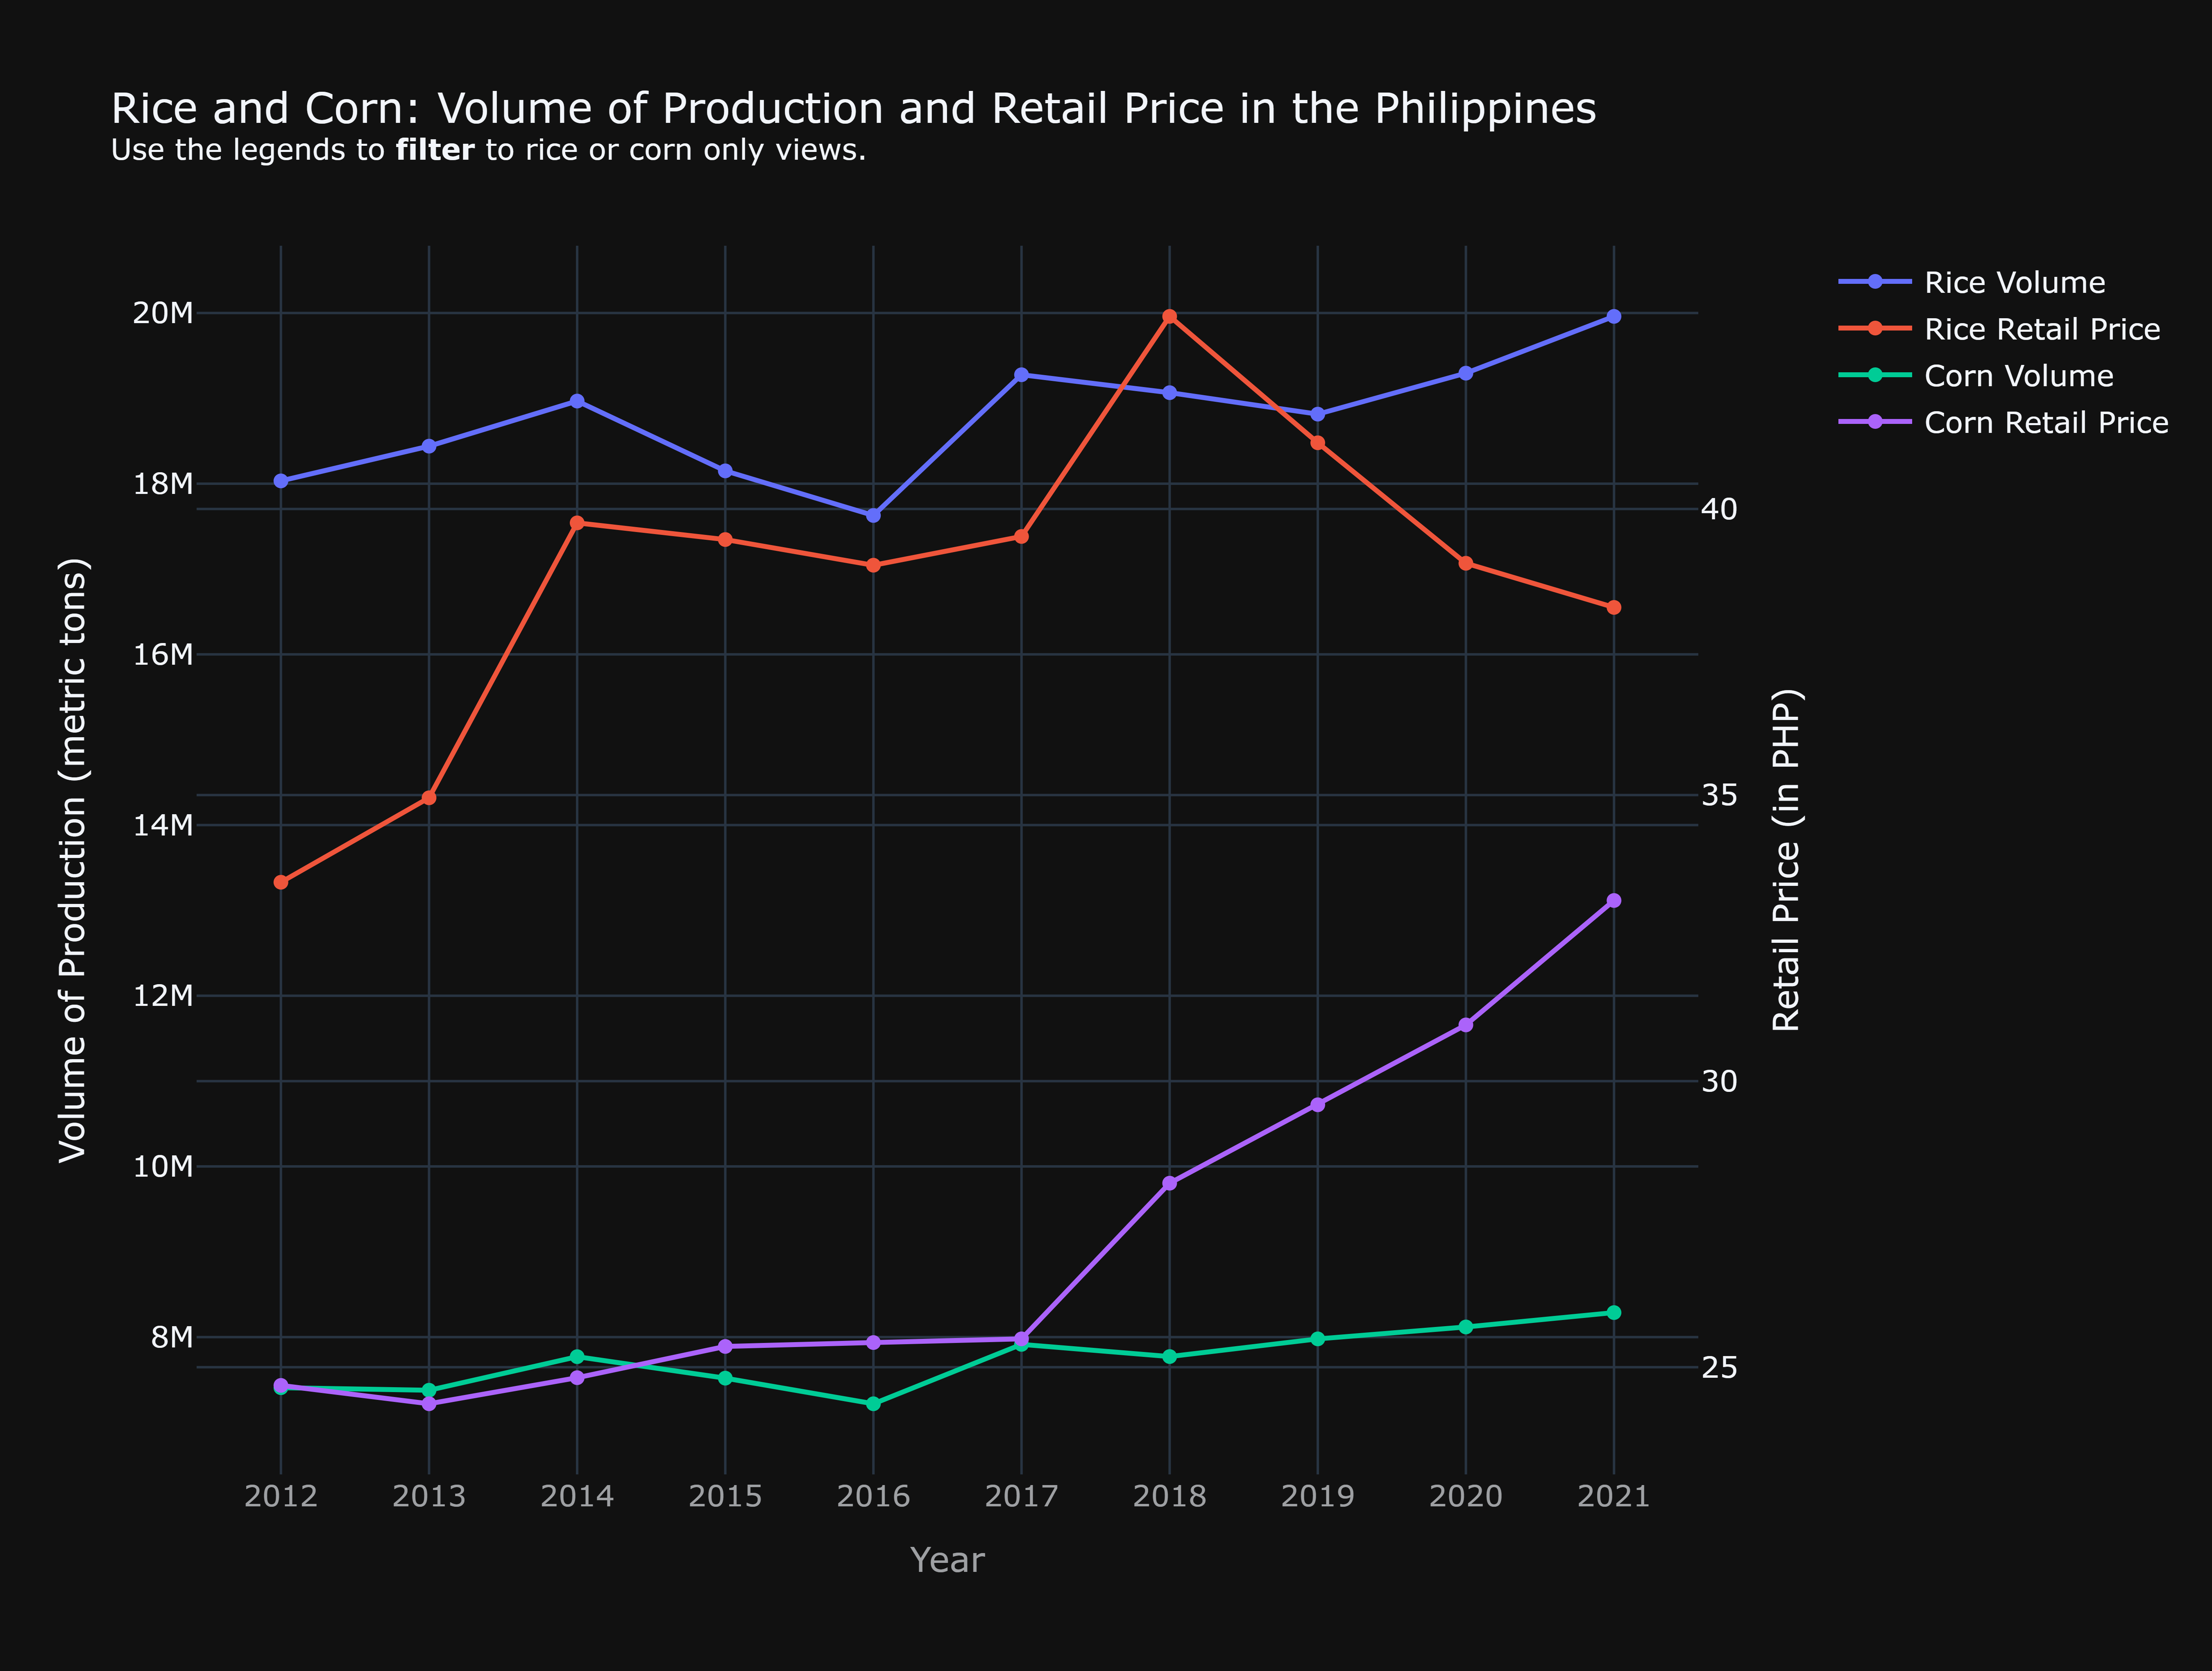 Rice and Corn: Volume of Production and Retail Price in the Philippines
Use the legends to filter to rice or corn only views.
Rice Volume
Rice Retail Price
Corn Volume
Corn Retail Price
Volume of Production (metric tons)
20M
18M
16M
14M
12M
10M
8M
40
35
30
25
Retail Price (in PHP)
2012 2013 2014 2015 2016 2017 2018 2019 2020 2021
Year